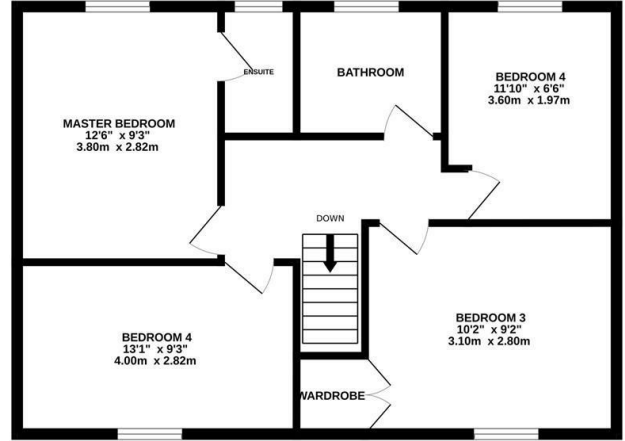 MASTER BEDROOM
12'6" x 9'3"
3.80m x 2.82m
ENSUITE
BATHROOM
BEDROOM 4
11'10" x 6'6"
3.60m x 1.97m
DOWN
BEDROOM 4
13'1" x 9'3"
4.00m x 2.82m
BEDROOM 3
10'2" x 9'2"
3.10m x 2.80m
WARDROBE